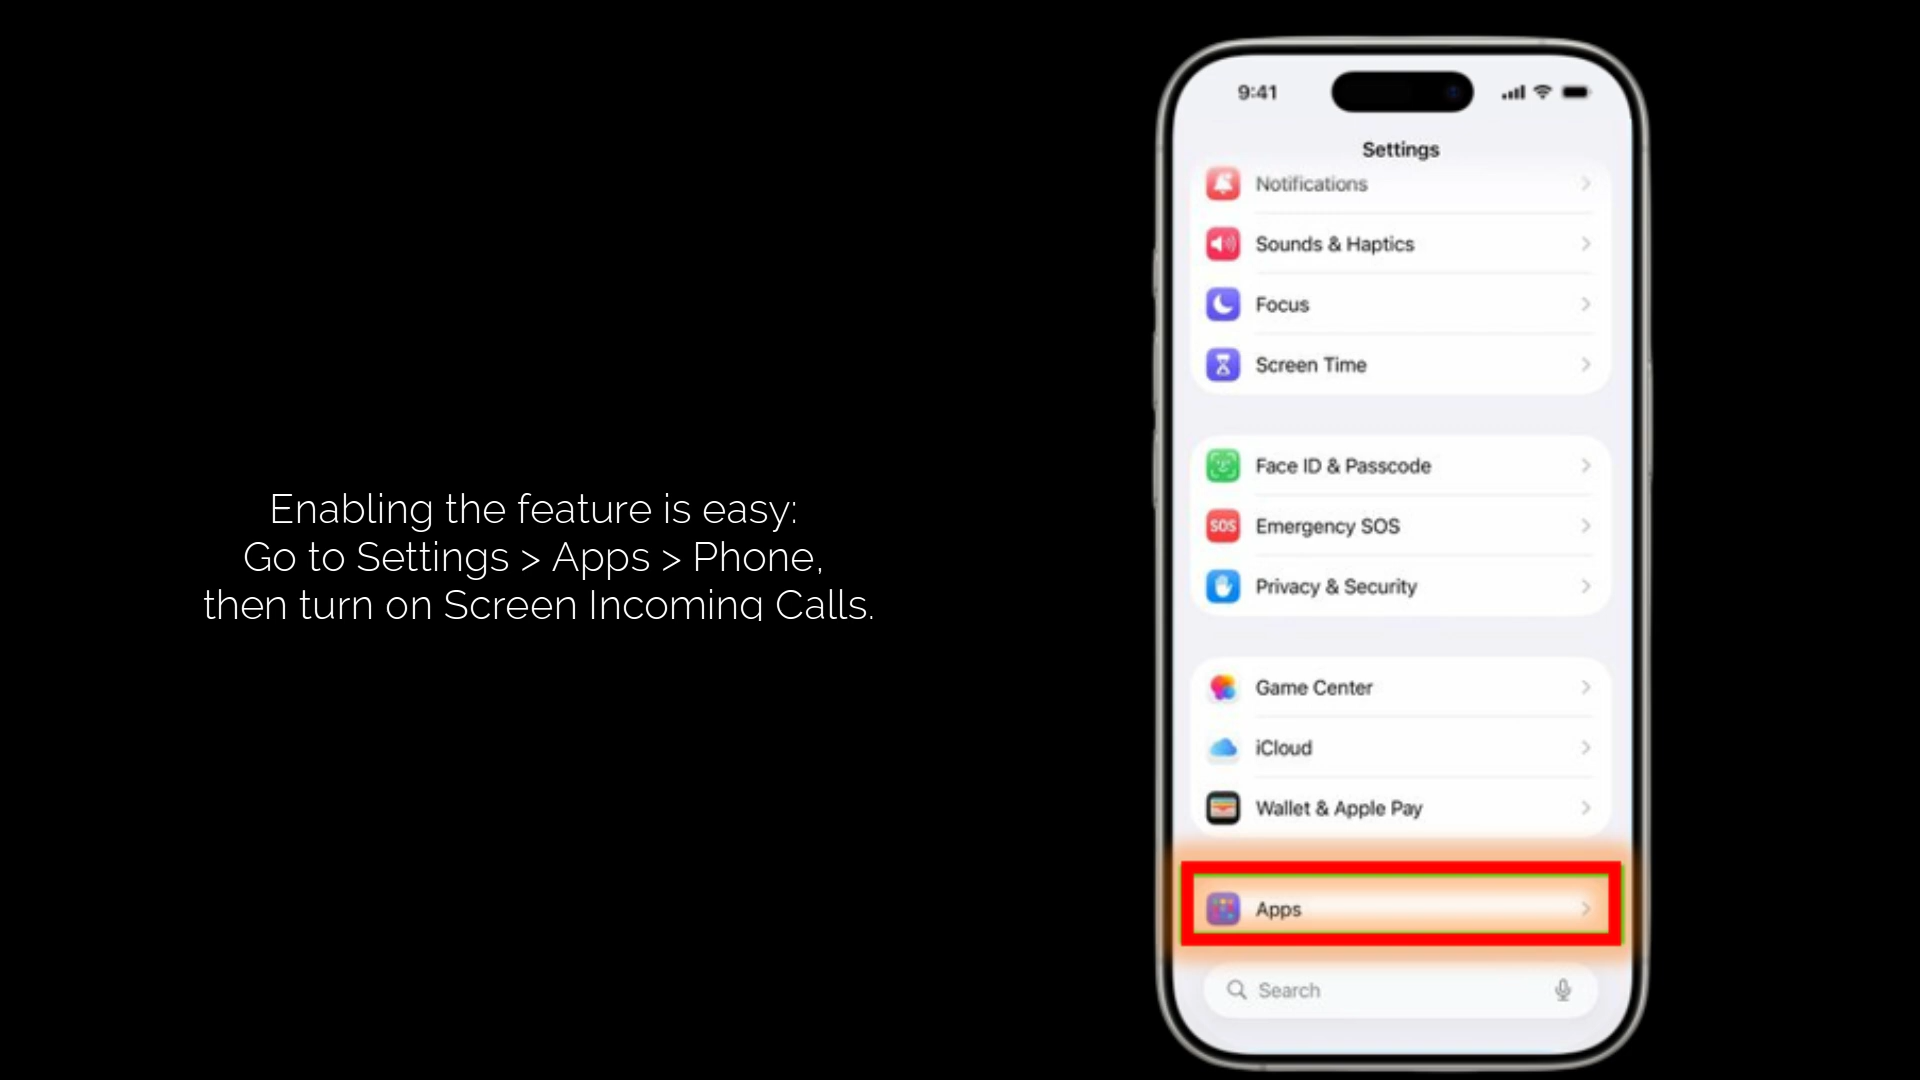 Enabling the feature is easy:
Go to Settings > Apps > Phone,
then turn on Screen Incoming Calls.
9:41
Settings
Notifications
Sounds & Haptics
Focus
Screen Time
Face ID & Passcode
SOS
Emergency SOS
Privacy & Security
Game Center
iCloud
Wallet & Apple Pay
Apps
Search